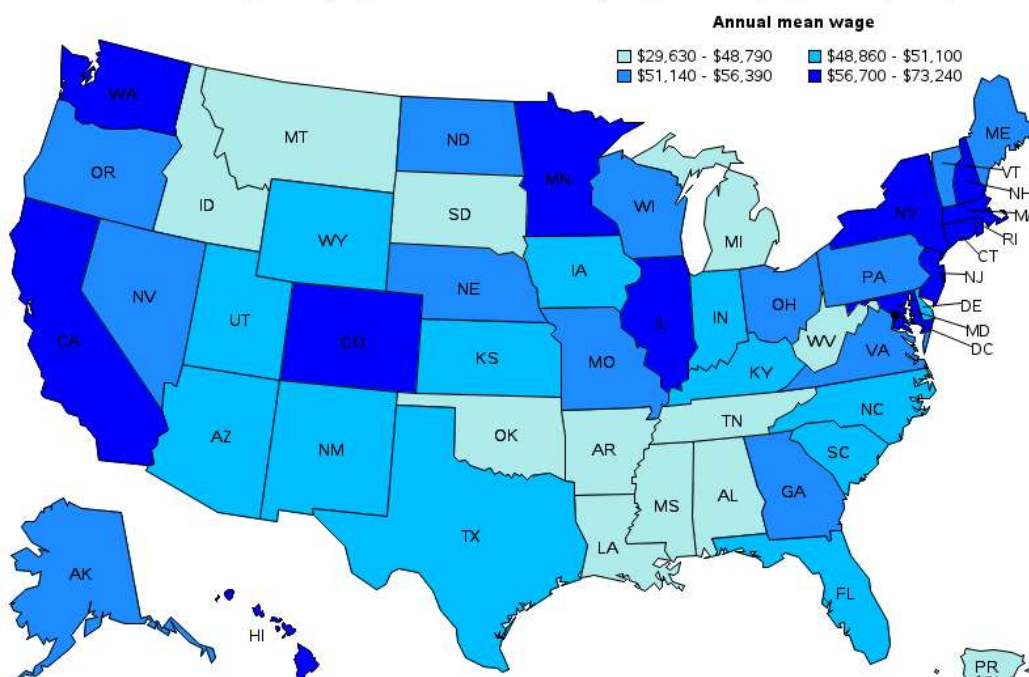 Annual mean wage
$29,630 - $48,790 $48,860 - $51,100
$51,140 - $56,390 $56,700 - $73,240
WA
MT
ND
MN
ME
OR
ID
SD
WI
MI
VT
NH
NY
MA
RI
CT
WY
IA
NE
PA
NJ
NV
UT
CO
IL
IN
OH
DE
MD
DC
CA
KS
MO
WV
VA
KY
AZ
NM
OK
AR
TN
NC
SC
MS
AL
GA
TX
LA
FL
AK
HI
PR